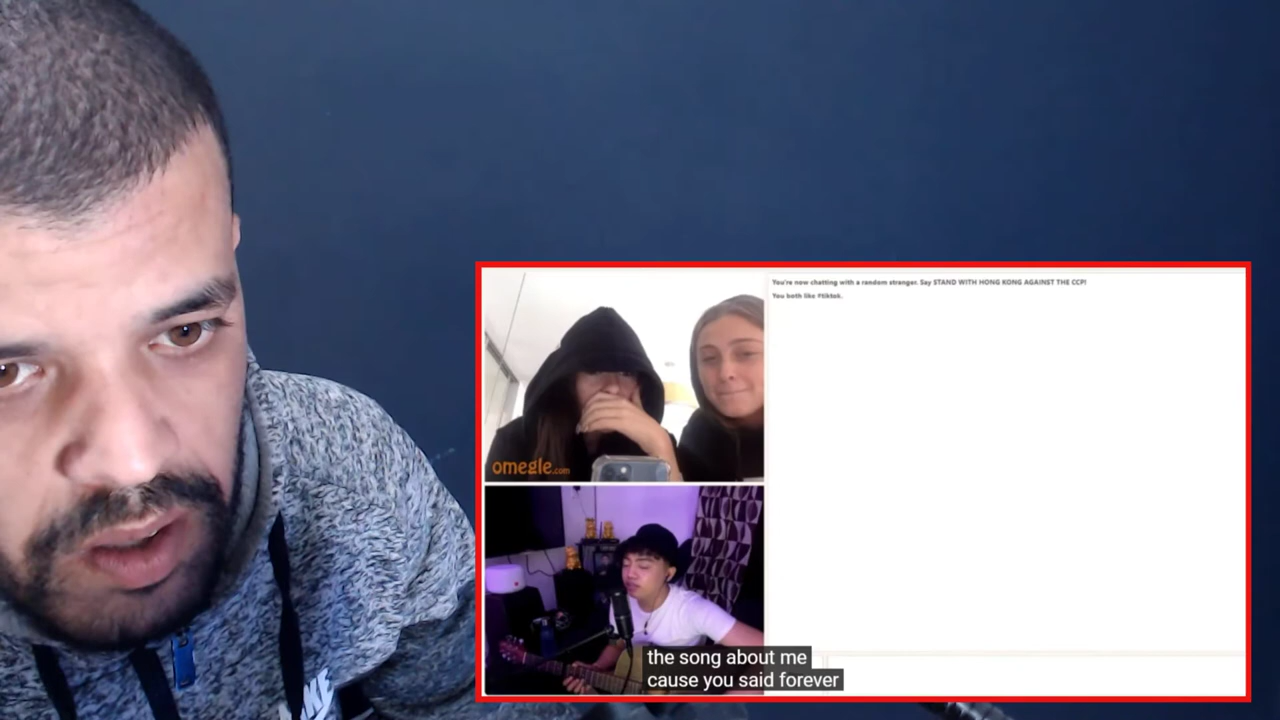 You're now chatting with a random stranger. Say STAND WITH HONG KONG AGAINST THE CCP!
You both like #tiktok.
omegle.com
the song about me
cause you said forever